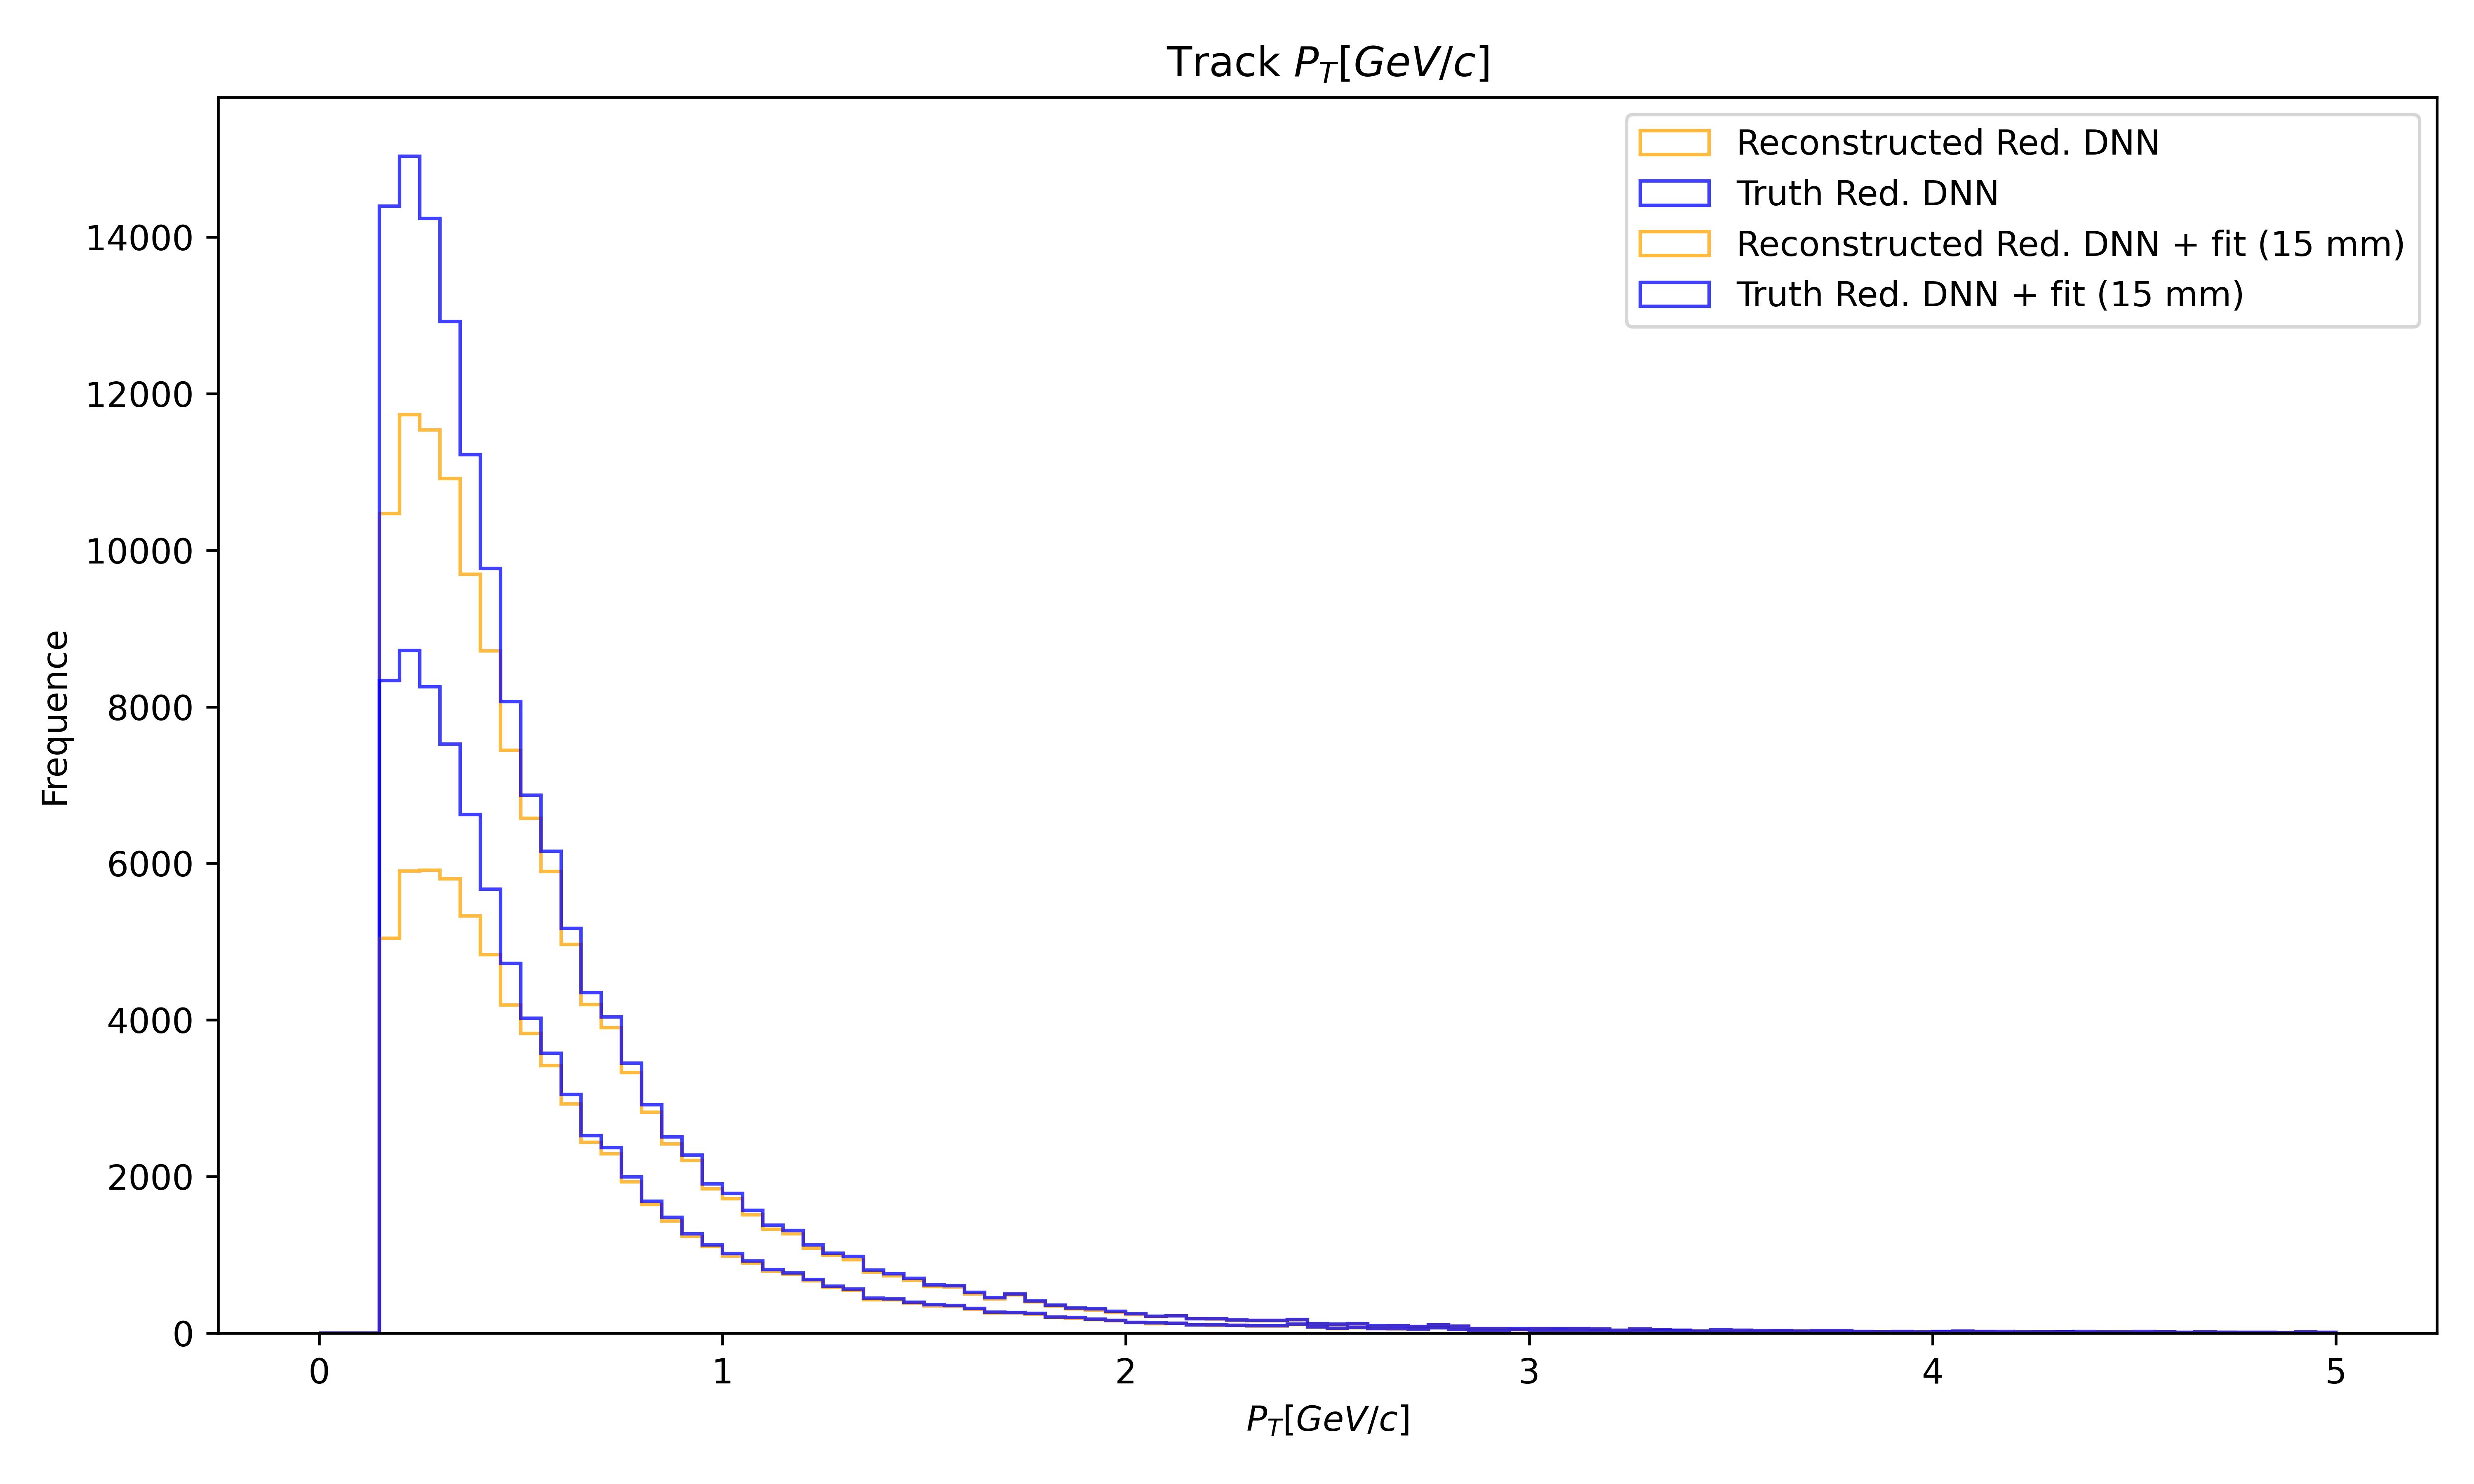 Track $P_T[GeV/c]$
Reconstructed Red. DNN
Truth Red. DNN
Reconstructed Red. DNN + fit (15 mm)
Truth Red. DNN + fit (15 mm)
Frequence
14000
12000
10000
8000
6000
4000
2000
0
0 1 2 3 4 5
$P_T[GeV/c]$